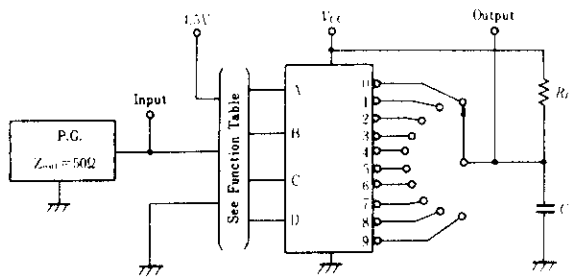 4.5V
VCC
Output
Input
P.G.
Zout=50Ω
See Function Table
A
B
C
D
0
1
2
3
4
5
6
7
8
9